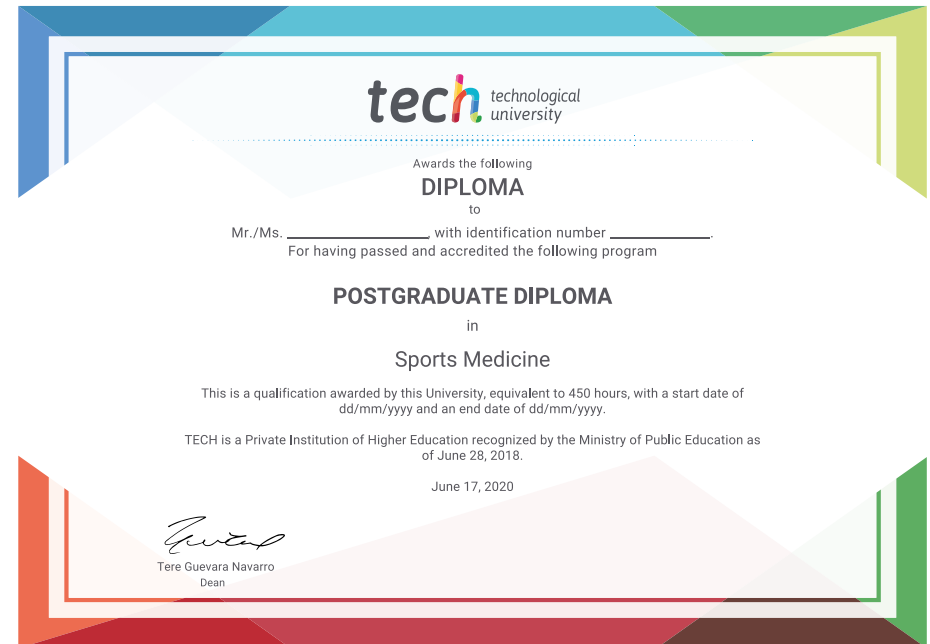 tech technological
university
Awards the following
DIPLOMA
to
Mr./Ms. ____________________, with identification number ______________.
For having passed and accredited the following program
POSTGRADUATE DIPLOMA
in
Sports Medicine
This is a qualification awarded by this University, equivalent to 450 hours, with a start date of
dd/mm/yyyy and an end date of dd/mm/yyyy.
TECH is a Private Institution of Higher Education recognized by the Ministry of Public Education as
of June 28, 2018.
June 17, 2020
Tere Guevara Navarro
Dean